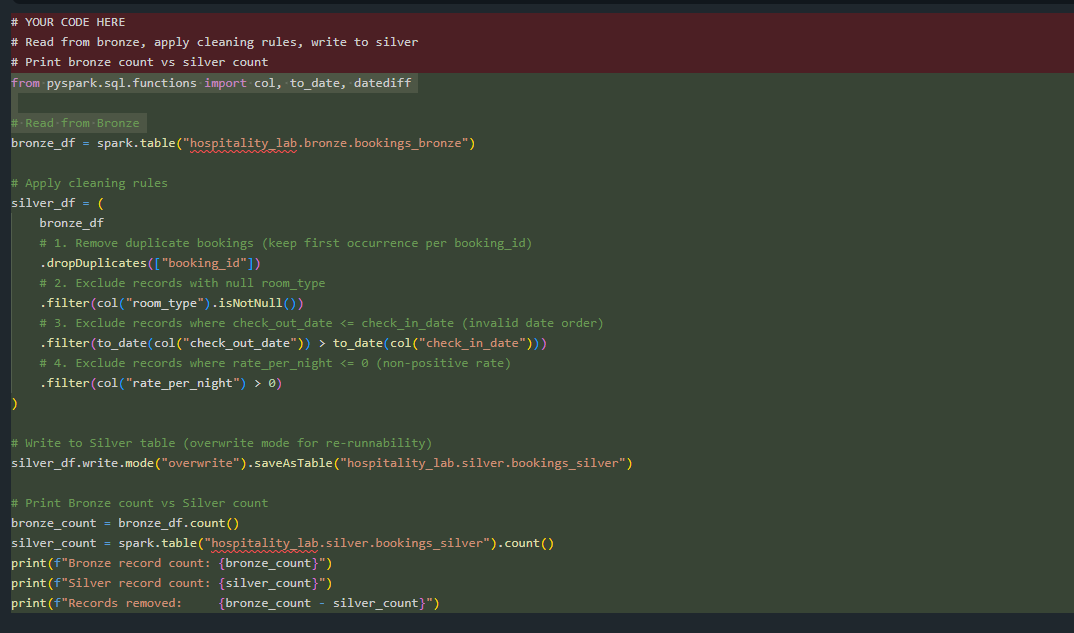 # YOUR CODE HERE
# Read from bronze, apply cleaning rules, write to silver
# Print bronze count vs silver count
from pyspark.sql.functions import col, to_date, datediff

# Read from Bronze
bronze_df = spark.table("hospitality_lab.bronze.bookings_bronze")

# Apply cleaning rules
silver_df = (
    bronze_df
    # 1. Remove duplicate bookings (keep first occurrence per booking_id)
    .dropDuplicates(["booking_id"])
    # 2. Exclude records with null room_type
    .filter(col("room_type").isNotNull())
    # 3. Exclude records where check_out_date <= check_in_date (invalid date order)
    .filter(to_date(col("check_out_date")) > to_date(col("check_in_date")))
    # 4. Exclude records where rate_per_night <= 0 (non-positive rate)
    .filter(col("rate_per_night") > 0)
)

# Write to Silver table (overwrite mode for re-runnability)
silver_df.write.mode("overwrite").saveAsTable("hospitality_lab.silver.bookings_silver")

# Print Bronze count vs Silver count
bronze_count = bronze_df.count()
silver_count = spark.table("hospitality_lab.silver.bookings_silver").count()
print(f"Bronze record count: {bronze_count}")
print(f"Silver record count: {silver_count}")
print(f"Records removed:     {bronze_count - silver_count}")